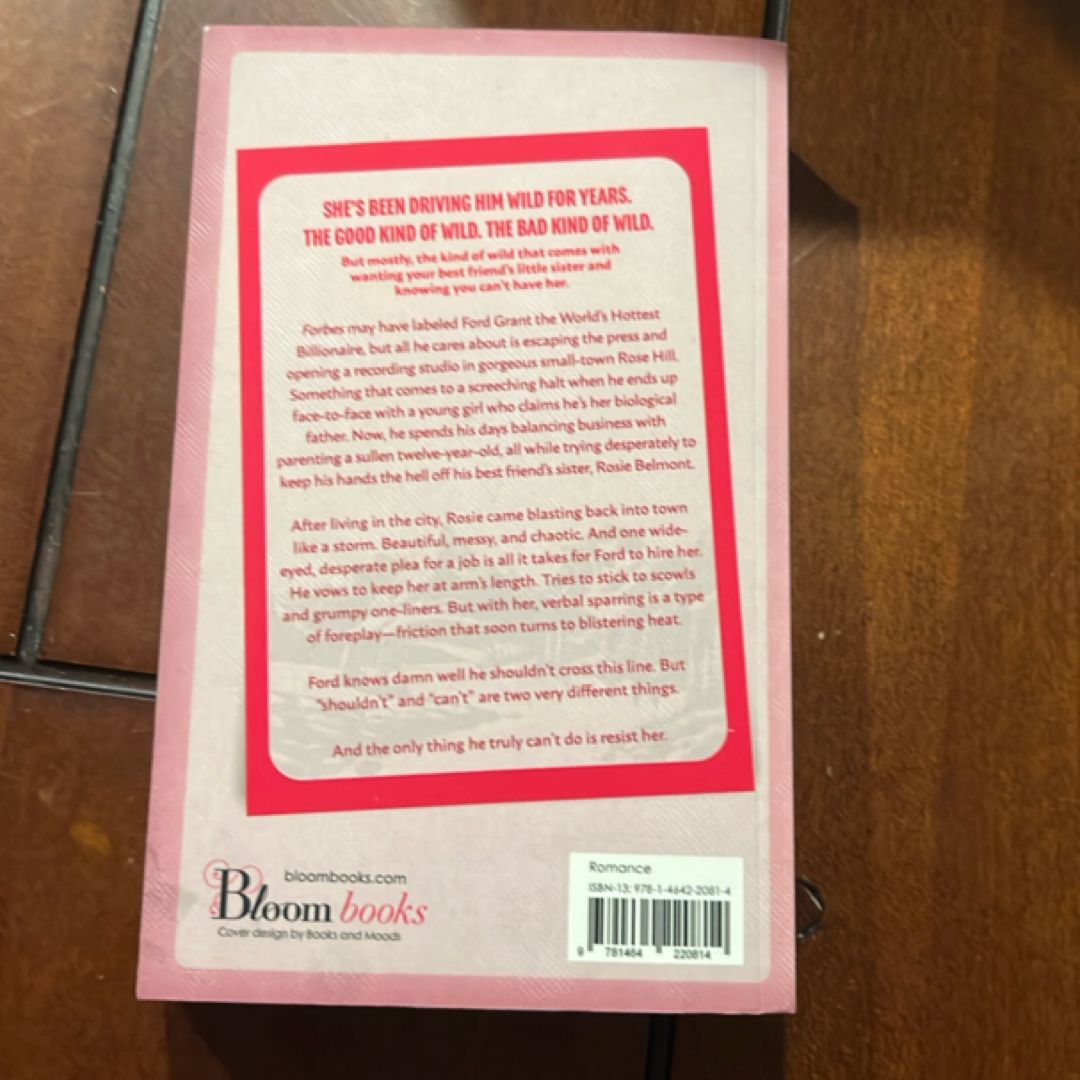 SHE'S BEEN DRIVING HIM WILD FOR YEARS.
THE GOOD KIND OF WILD. THE BAD KIND OF WILD.
But mostly, the kind of wild that comes with
wanting your best friend's little sister and
knowing you can't have her.
Forbes may have labeled Ford Grant the World's Hottest
Billionaire, but all he cares about is escaping the press and
opening a recording studio in gorgeous small-town Rose Hill.
Something that comes to a screeching halt when he ends up
face-to-face with a young girl who claims he's her biological
father. Now, he spends his days balancing business with
parenting a sullen twelve-year-old, all while trying desperately to
keep his hands the hell off his best friend's sister, Rosie Belmont.
After living in the city, Rosie came blasting back into town
like a storm. Beautiful, messy, and chaotic. And one wide-
eyed, desperate plea for a job is all it takes for Ford to hire her.
He vows to keep her at arm's length. Tries to stick to scowls
and grumpy one-liners. But with her, verbal sparring is a type
of foreplay—friction that soon turns to blistering heat.
Ford knows damn well he shouldn't cross this line. But
"shouldn't" and "can't" are two very different things.
And the only thing he truly can't do is resist her.
bloombooks.com
Bloom books
Cover design by Books and Moods
Romance
ISBN-13: 978-1-4642-2081-4
9 781464 220814